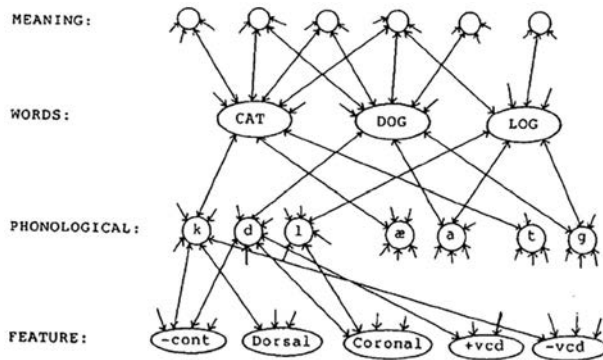 MEANING:
WORDS: CAT DOG LOG
PHONOLOGICAL: k d l æ a t g
FEATURE: -cont Dorsal Coronal +vcd -vcd